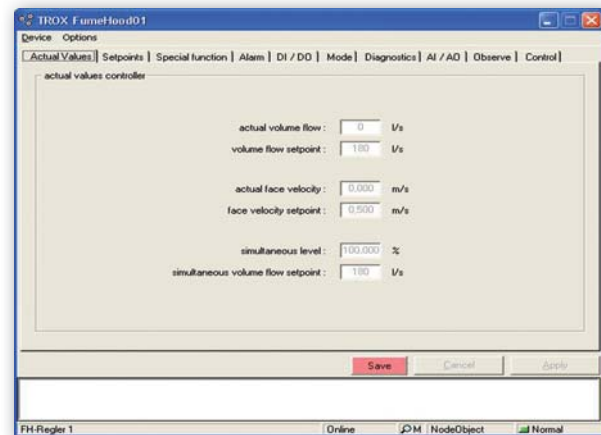 TROX FumeHood01
Device Options
Actual Values Setpoints Special function Alarm DI / DO Mode Diagnostics AI / AO Observe Control
actual values controller
actual volume flow : 0 l/s
volume flow setpoint : 180 l/s
actual face velocity : 0,000 m/s
face velocity setpoint : 0,500 m/s
simultaneous level : 100,000 %
simultaneous volume flow setpoint : 180 l/s
Save Cancel Apply
FH-Regler 1 Online M NodeObject Normal